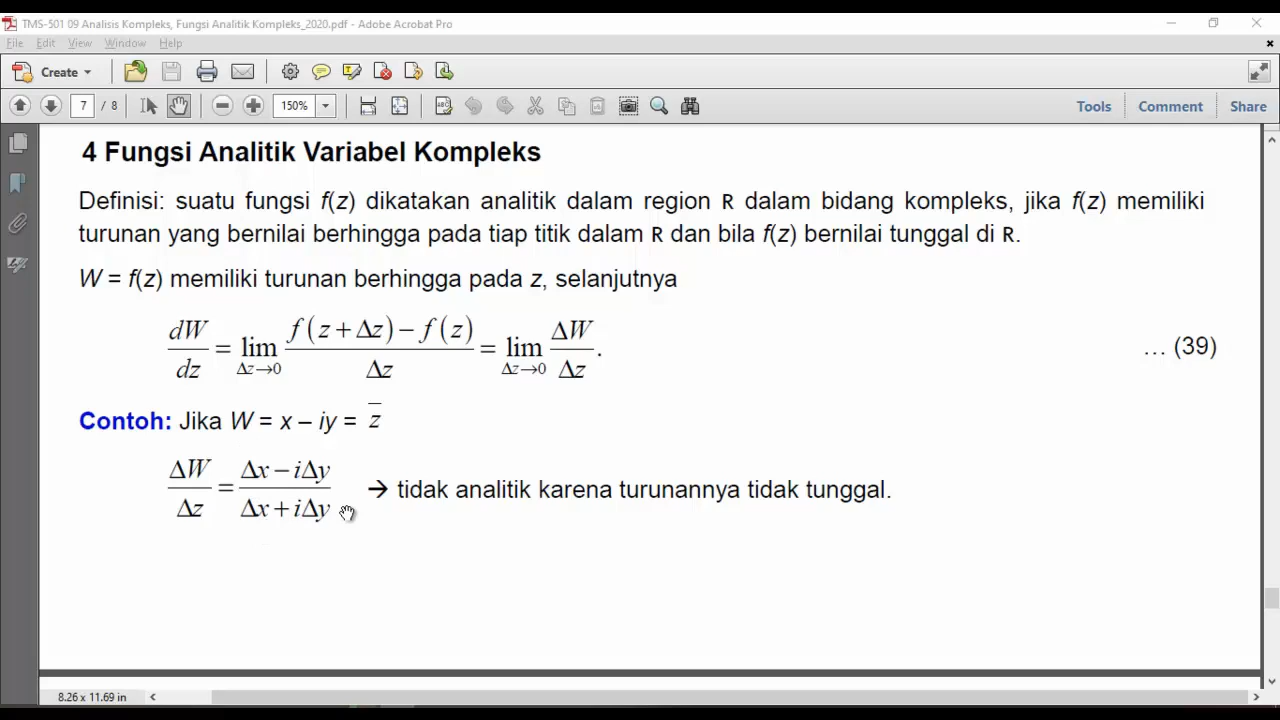 TMS-501 09 Analisis Kompleks, Fungsi Analitik Kompleks_2020.pdf - Adobe Acrobat Pro
File Edit View Window Help
Create
7 / 8 150% Tools Comment Share
4 Fungsi Analitik Variabel Kompleks
Definisi: suatu fungsi f(z) dikatakan analitik dalam region R dalam bidang kompleks, jika f(z) memiliki
turunan yang bernilai berhingga pada tiap titik dalam R dan bila f(z) bernilai tunggal di R.
W = f(z) memiliki turunan berhingga pada z, selanjutnya
dW/dz = lim Δz→0 (f(z + Δz) − f(z))/Δz = lim Δz→0 ΔW/Δz. … (39)
Contoh: Jika W = x – iy = z̅
ΔW/Δz = (Δx − iΔy)/(Δx + iΔy) → tidak analitik karena turunannya tidak tunggal.
8.26 x 11.69 in